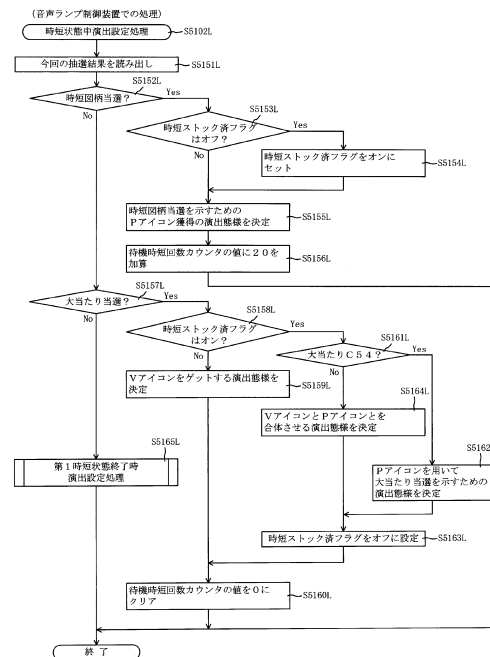 (音声ランプ制御装置での処理)
時短状態中演出設定処理
S5102L
今回の抽選結果を読み出し
S5151L
S5152L
時短図柄当選?
Yes
No
S5153L
時短ストック済フラグ
はオフ?
Yes
No
時短ストック済フラグをオンに
セット
S5154L
時短図柄当選を示すための
Pアイコン獲得の演出態様を決定
S5155L
待機時短回数カウンタの値に20を
加算
S5156L
S5157L
大当たり当選?
Yes
No
S5158L
時短ストック済フラグ
はオン?
Yes
No
S5161L
大当たりC54?
Yes
No
Vアイコンをゲットする演出態様を
決定
S5159L
S5164L
VアイコンとPアイコンとを
合体させる演出態様を決定
S5165L
第1時短状態終了時
演出設定処理
S5162
Pアイコンを用いて
大当たり当選を示すための
演出態様を決定
時短ストック済フラグをオフに設定
S5163L
待機時短回数カウンタの値を0に
クリア
S5160L
終了